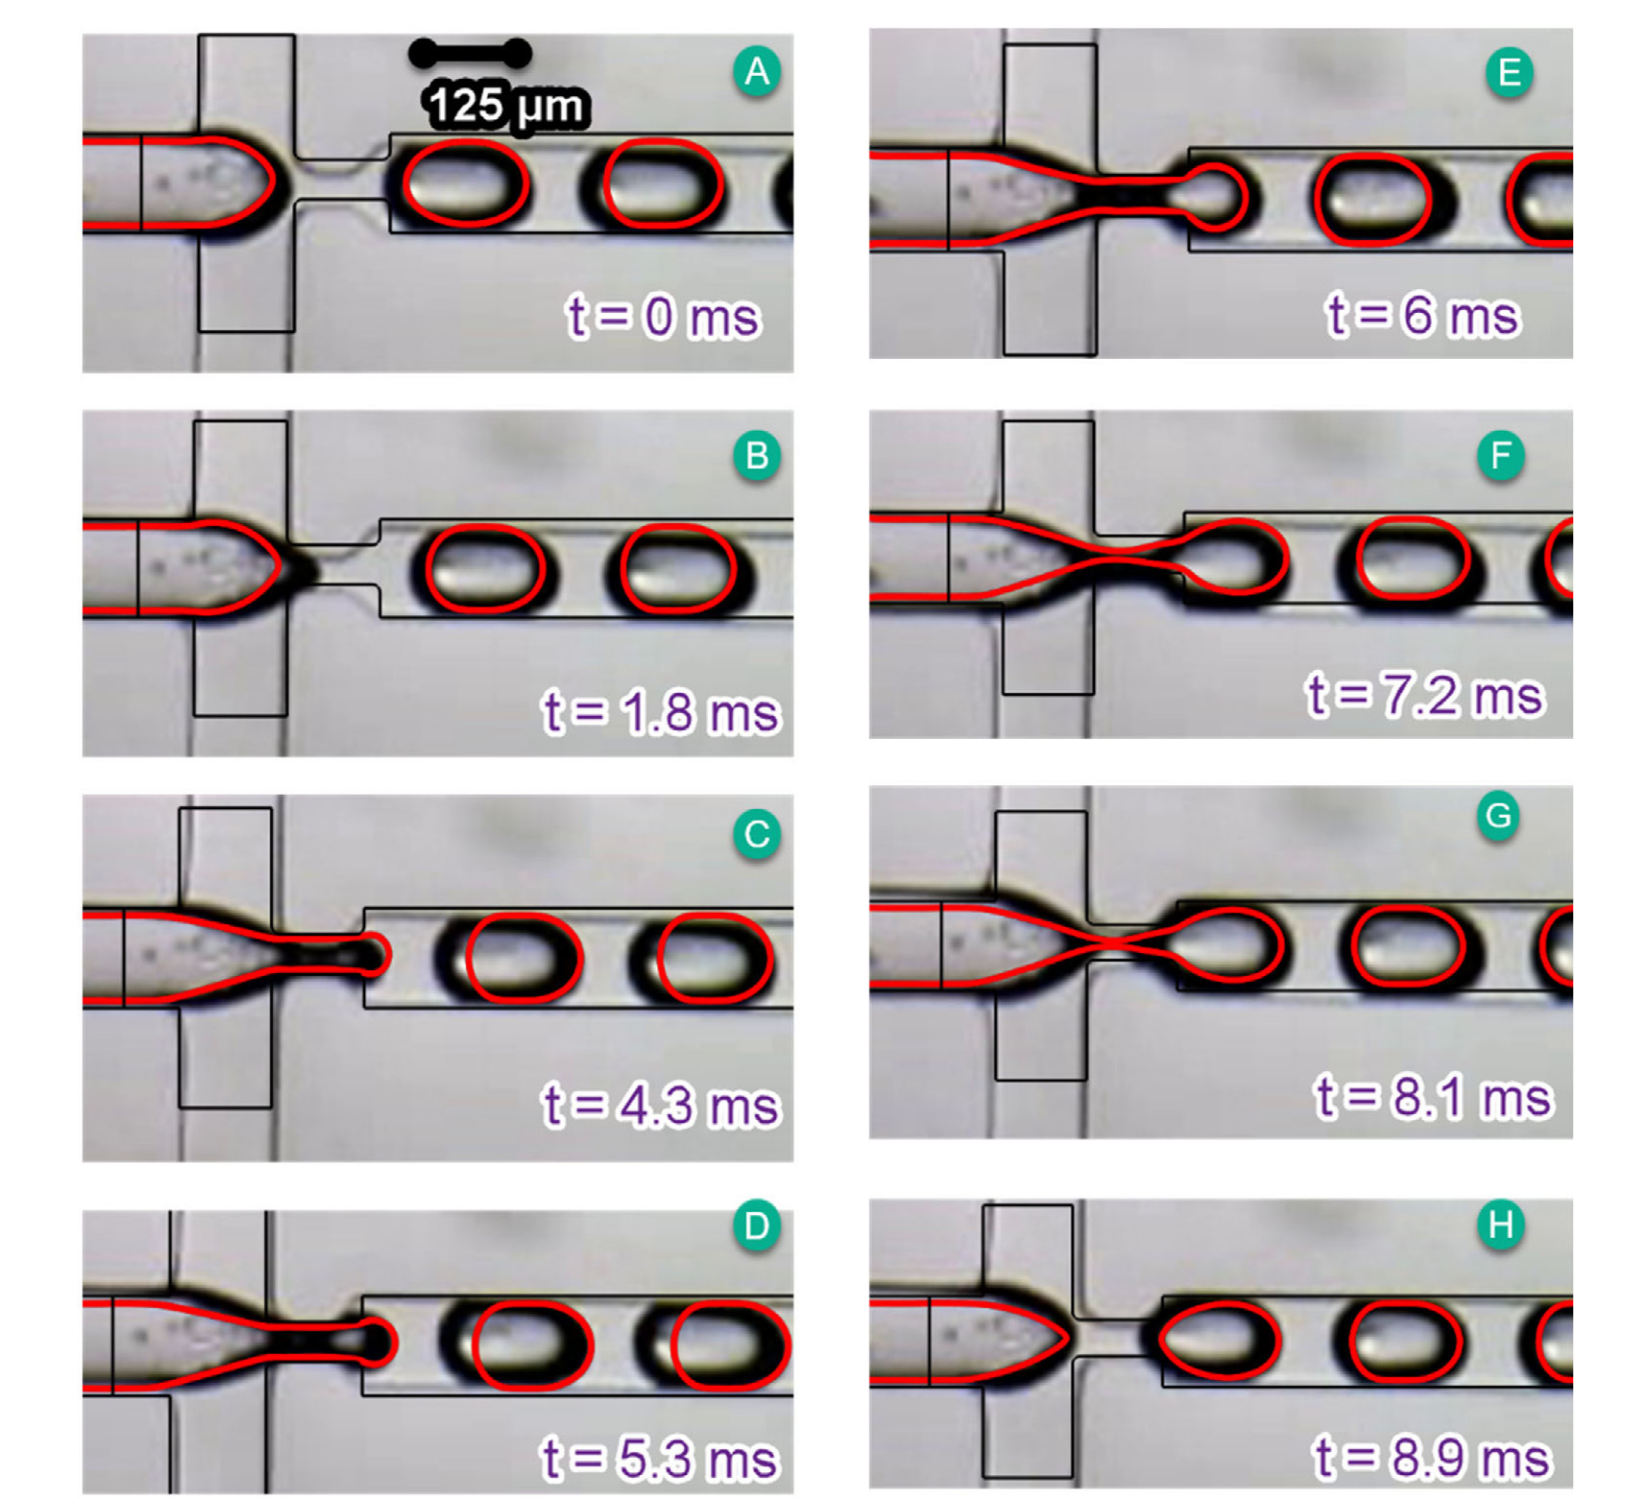 A
125 µm
t = 0 ms
B
t = 1.8 ms
C
t = 4.3 ms
D
t = 5.3 ms
E
t = 6 ms
F
t = 7.2 ms
G
t = 8.1 ms
H
t = 8.9 ms